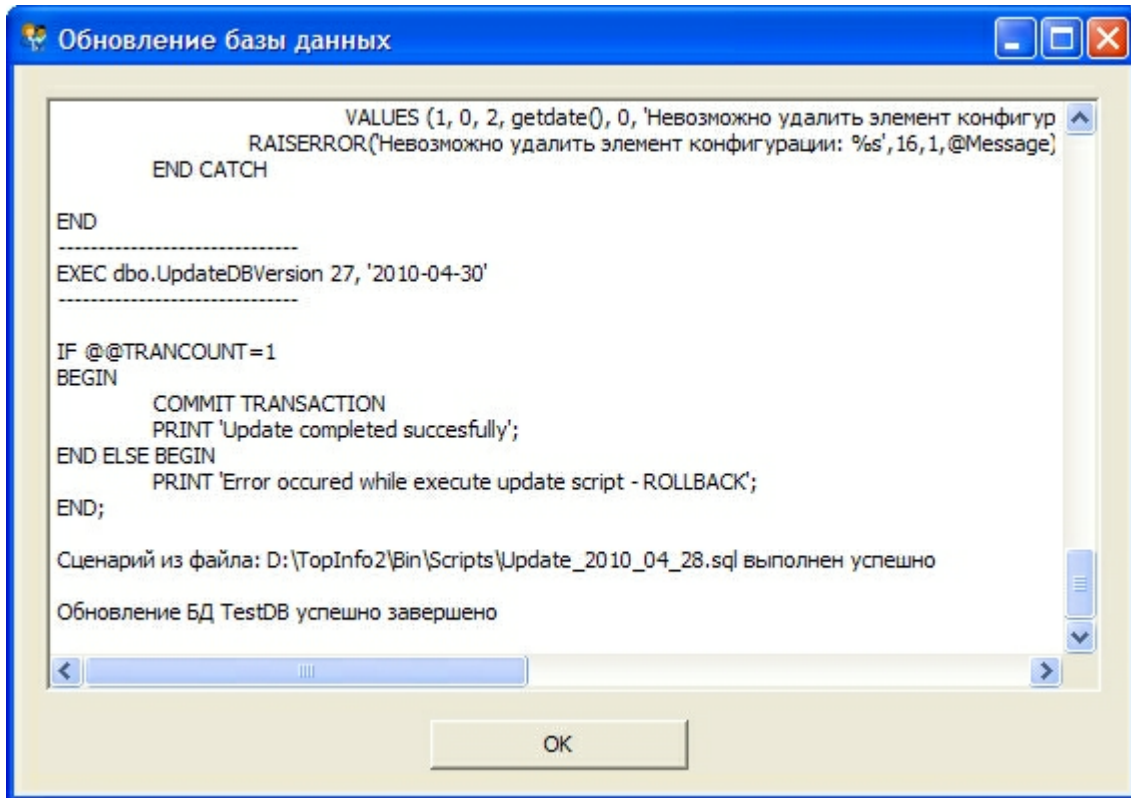 Обновление базы данных
VALUES (1, 0, 2, getdate(), 0, 'Невозможно удалить элемент конфигур
RAISERROR('Невозможно удалить элемент конфигурации: %s',16,1,@Message)
END CATCH
END
------------------------------
EXEC dbo.UpdateDBVersion 27, '2010-04-30'
------------------------------
IF @@TRANCOUNT=1
BEGIN
COMMIT TRANSACTION
PRINT 'Update completed succesfully';
END ELSE BEGIN
PRINT 'Error occured while execute update script - ROLLBACK';
END;
Сценарий из файла: D:\TopInfo2\Bin\Scripts\Update_2010_04_28.sql выполнен успешно
Обновление БД TestDB успешно завершено
OK